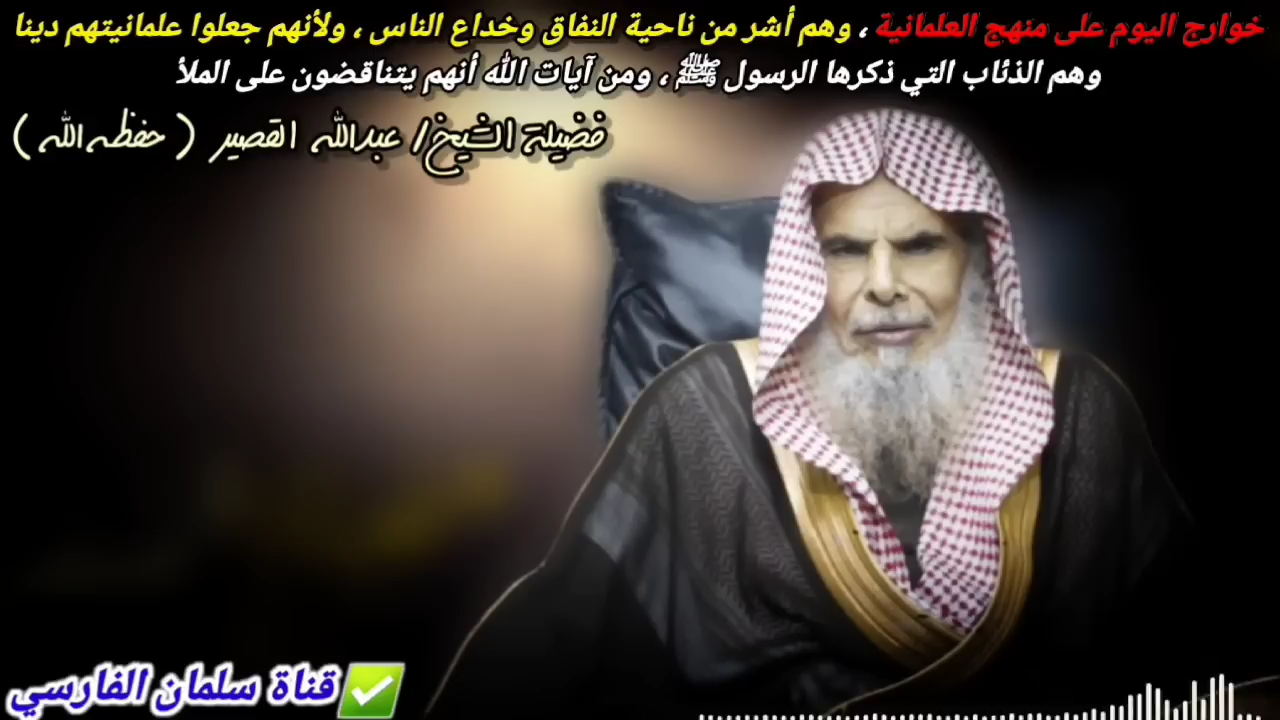 خوارج اليوم على منهج العلمانية ، وهم أشر من ناحية النفاق وخداع الناس ، ولأنهم جعلوا علمانيتهم دينا
وهم الذئاب التي ذكرها الرسول ﷺ ، ومن آيات الله أنهم يتناقضون على الملأ
فضيلة الشيخ/ عبدالله القصير ( حفظه الله )
قناة سلمان الفارسي